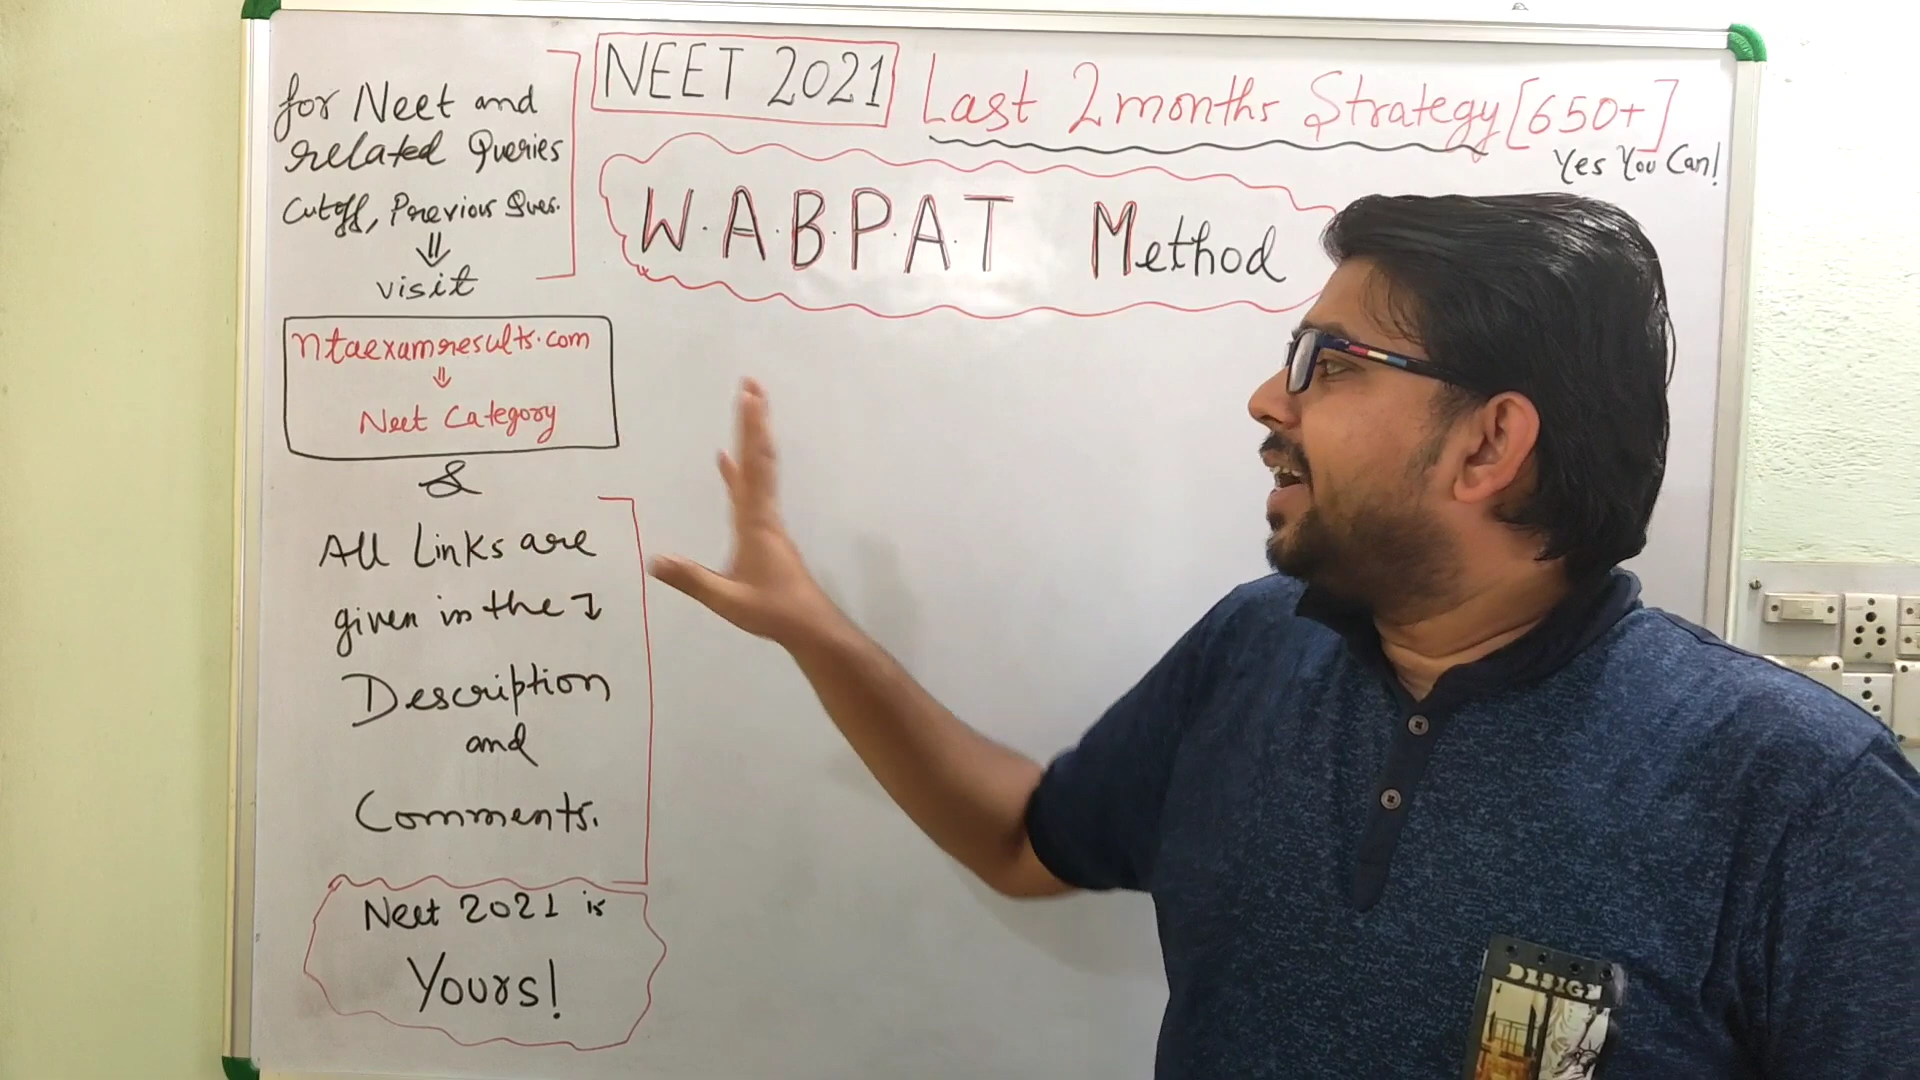 for Neet and
related Queries
Cutoff, Previous Ques.
⇓
visit
ntaexamresults.com
⇓
Neet Category
&
All Links are
given in the ↴
Description
and
Comments.
Neet 2021 is
Yours!
NEET 2021
Last 2 months Strategy [650+]
Yes You Can!
W.A.B.P.A.T Method
DESIGN